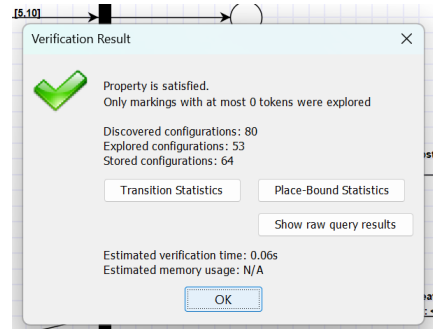 [5,10]
Verification Result
Property is satisfied.
Only markings with at most 0 tokens were explored
Discovered configurations: 80
Explored configurations: 53
Stored configurations: 64
Transition Statistics
Place-Bound Statistics
Show raw query results
Estimated verification time: 0.06s
Estimated memory usage: N/A
OK